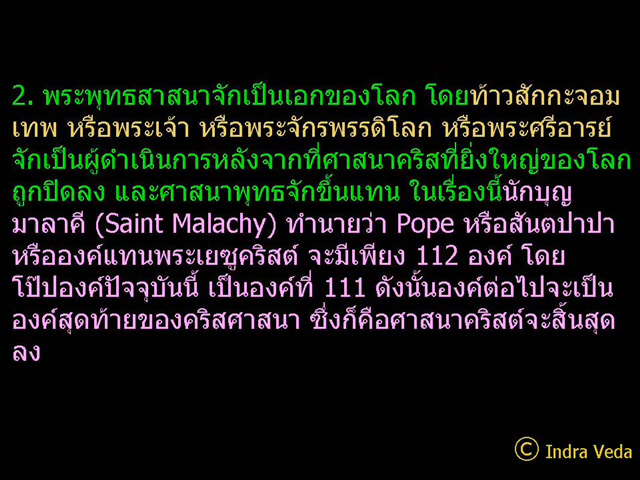 2. พระพุทธสาสนาจักเป็นเอกของโลก โดยท้าวสักกะจอม
เทพ หรือพระเจ้า หรือพระจักรพรรดิโลก หรือพระศรีอารย์
จักเป็นผู้ดำเนินการหลังจากที่ศาสนาคริสที่ยิ่งใหญ่ของโลก
ถูกปิดลง และศาสนาพุทธจักขึ้นแทน ในเรื่องนี้นักบุญ
มาลาคี (Saint Malachy) ทำนายว่า Pope หรือสันตปาปา
หรือองค์แทนพระเยซูคริสต์ จะมีเพียง 112 องค์ โดย
โป๊ปองค์ปัจจุบันนี้ เป็นองค์ที่ 111 ดังนั้นองค์ต่อไปจะเป็น
องค์สุดท้ายของคริสศาสนา ซึ่งก็คือศาสนาคริสต์จะสิ้นสุด
ลง
© Indra Veda